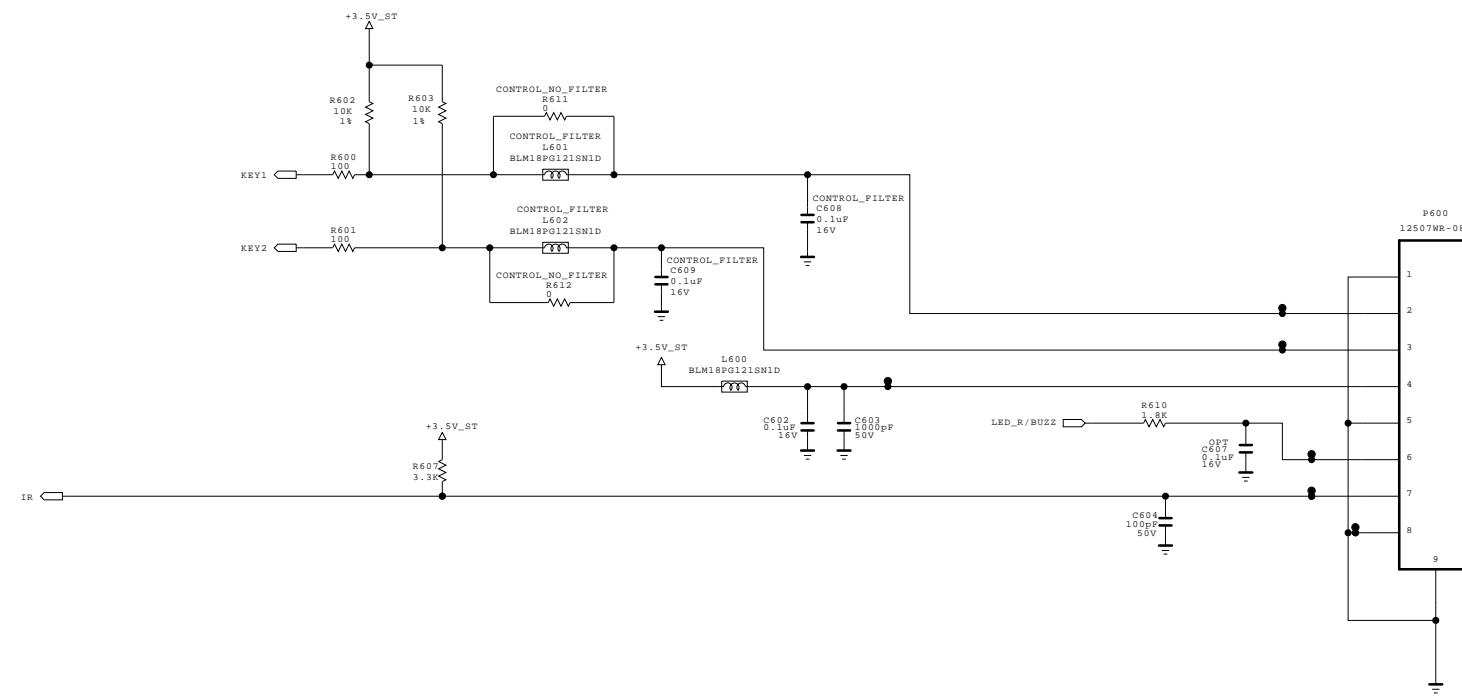 +3.5V_ST
R602
10K
1%
R603
10K
1%
CONTROL_NO_FILTER
R611
0
CONTROL_FILTER
L601
BLM18PG121SN1D
R600
100
KEY1
CONTROL_FILTER
C608
0.1uF
16V
CONTROL_FILTER
L602
BLM18PG121SN1D
R601
100
KEY2
CONTROL_FILTER
C609
0.1uF
16V
CONTROL_NO_FILTER
R612
0
P600
12507WR-08
1
2
3
4
5
6
7
8
9
+3.5V_ST
L600
BLM18PG121SN1D
C602
0.1uF
16V
C603
1000pF
50V
LED_R/BUZZ
R610
1.8K
OPT
C607
0.1uF
16V
+3.5V_ST
R607
3.3K
IR
C604
100pF
50V